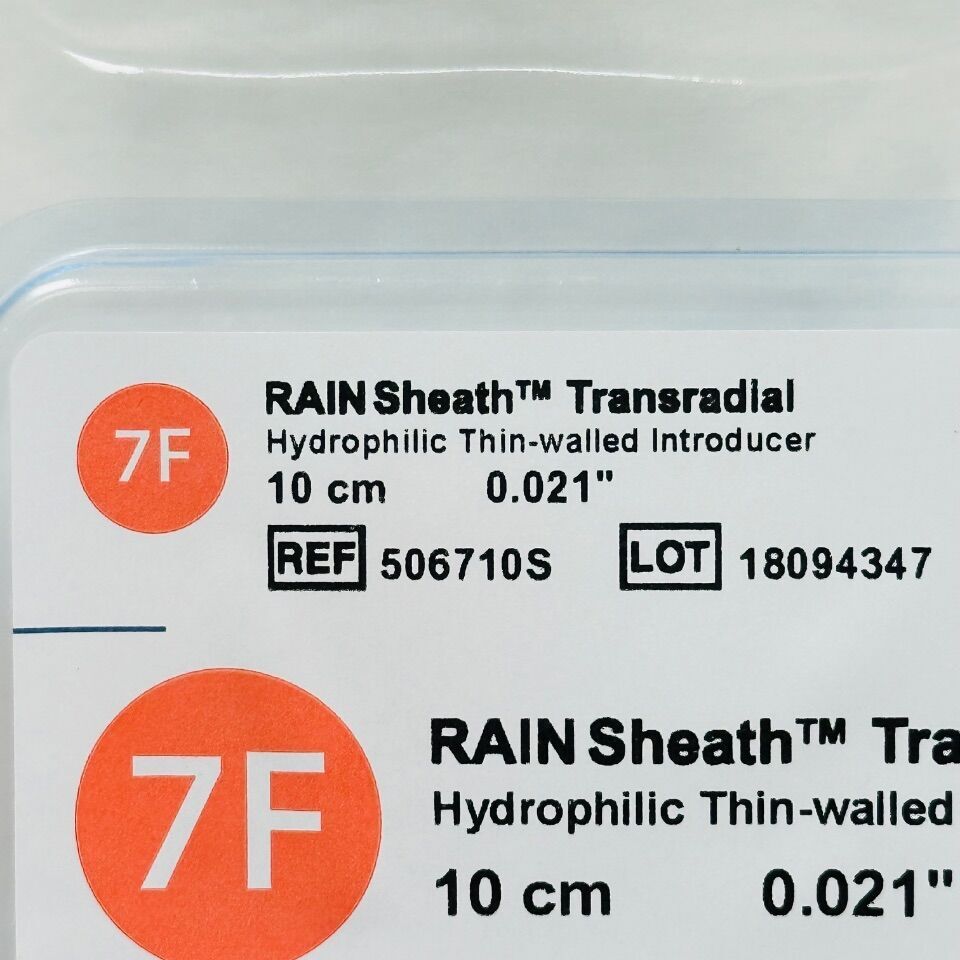 7F
RAIN Sheath™ Transradial
Hydrophilic Thin-walled Introducer
10 cm 0.021"
REF 506710S LOT 18094347
7F
RAIN Sheath™ Tra
Hydrophilic Thin-walled
10 cm 0.021"